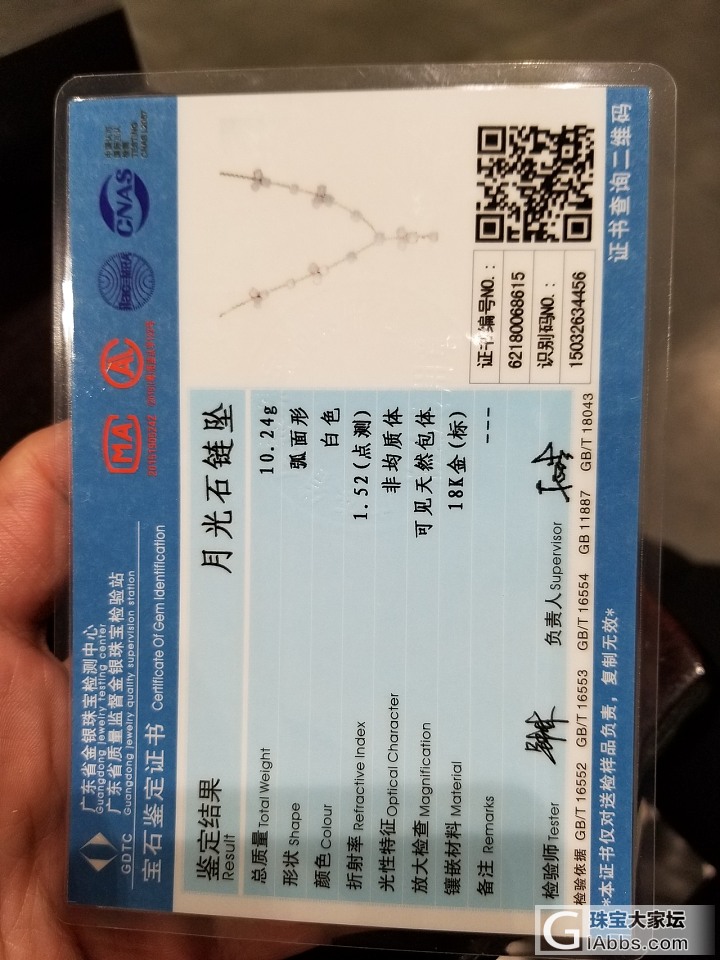 广东省金银珠宝检测中心
Guangdong jewelry testing center
广东省质量监督金银珠宝检验站
Guangdong jewelry quality supervision station
GDTC
宝石鉴定证书 Certificate Of Gem Identification
MA
A
CNAS
TESTING
证书查询二维码
证书编号NO.:
62180068615
识别码NO.:
15032634456
鉴定结果 月光石链坠
Result
总质量 Total Weight 10.24g
形状 Shape 弧面形
颜色 Colour 白色
折射率 Refractive Index 1.52(点测)
光性特征 Optical Character 非均质体
放大检查 Magnification 可见天然包体
镶嵌材料 Material 18K金(标)
备注 Remarks ---
检验师 Tester 负责人 Supervisor
检验依据 GB/T 16552 GB/T 16553 GB/T 16554 GB 11887 GB/T 18043
*本证书仅对送检样品负责，复制无效*
珠宝大家坛
iAbbs.com